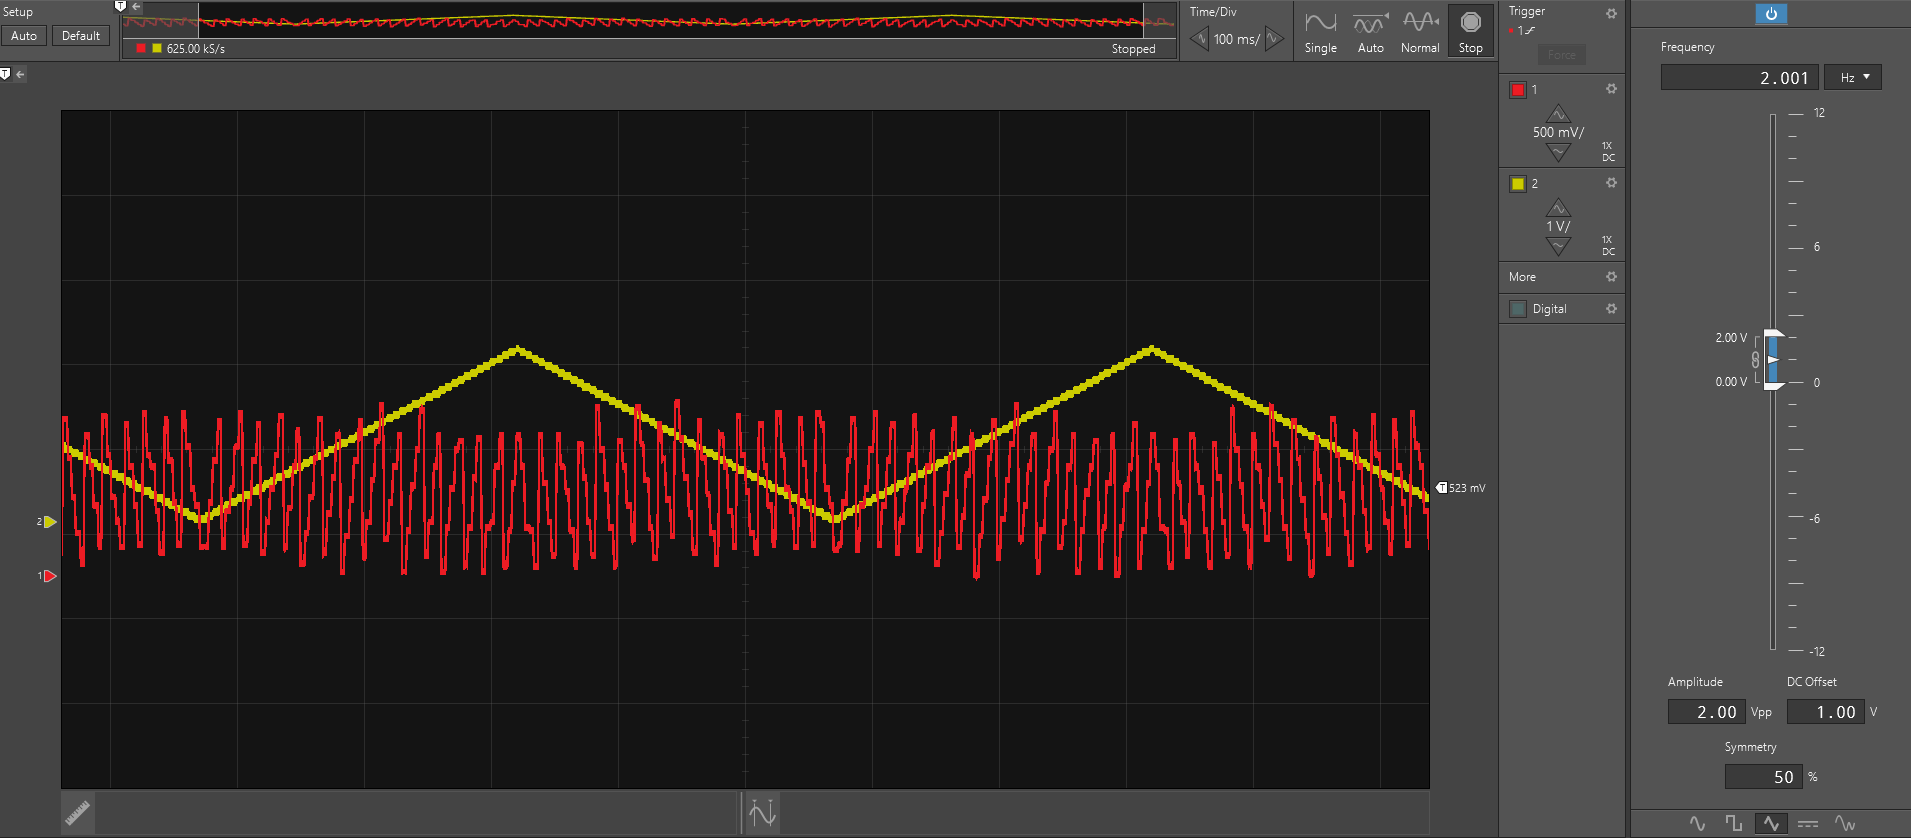 Setup
Auto Default
T
625.00 kS/s
Stopped
Time/Div
100 ms/
Single Auto Normal Stop
Trigger
1
Force
T
1
500 mV/
1X
DC
2
1 V/
1X
DC
More
Digital
2
1
T 523 mV
Frequency
2.001 Hz
12
6
2.00 V
0.00 V
0
-6
-12
Amplitude DC Offset
2.00 Vpp 1.00 V
Symmetry
50 %